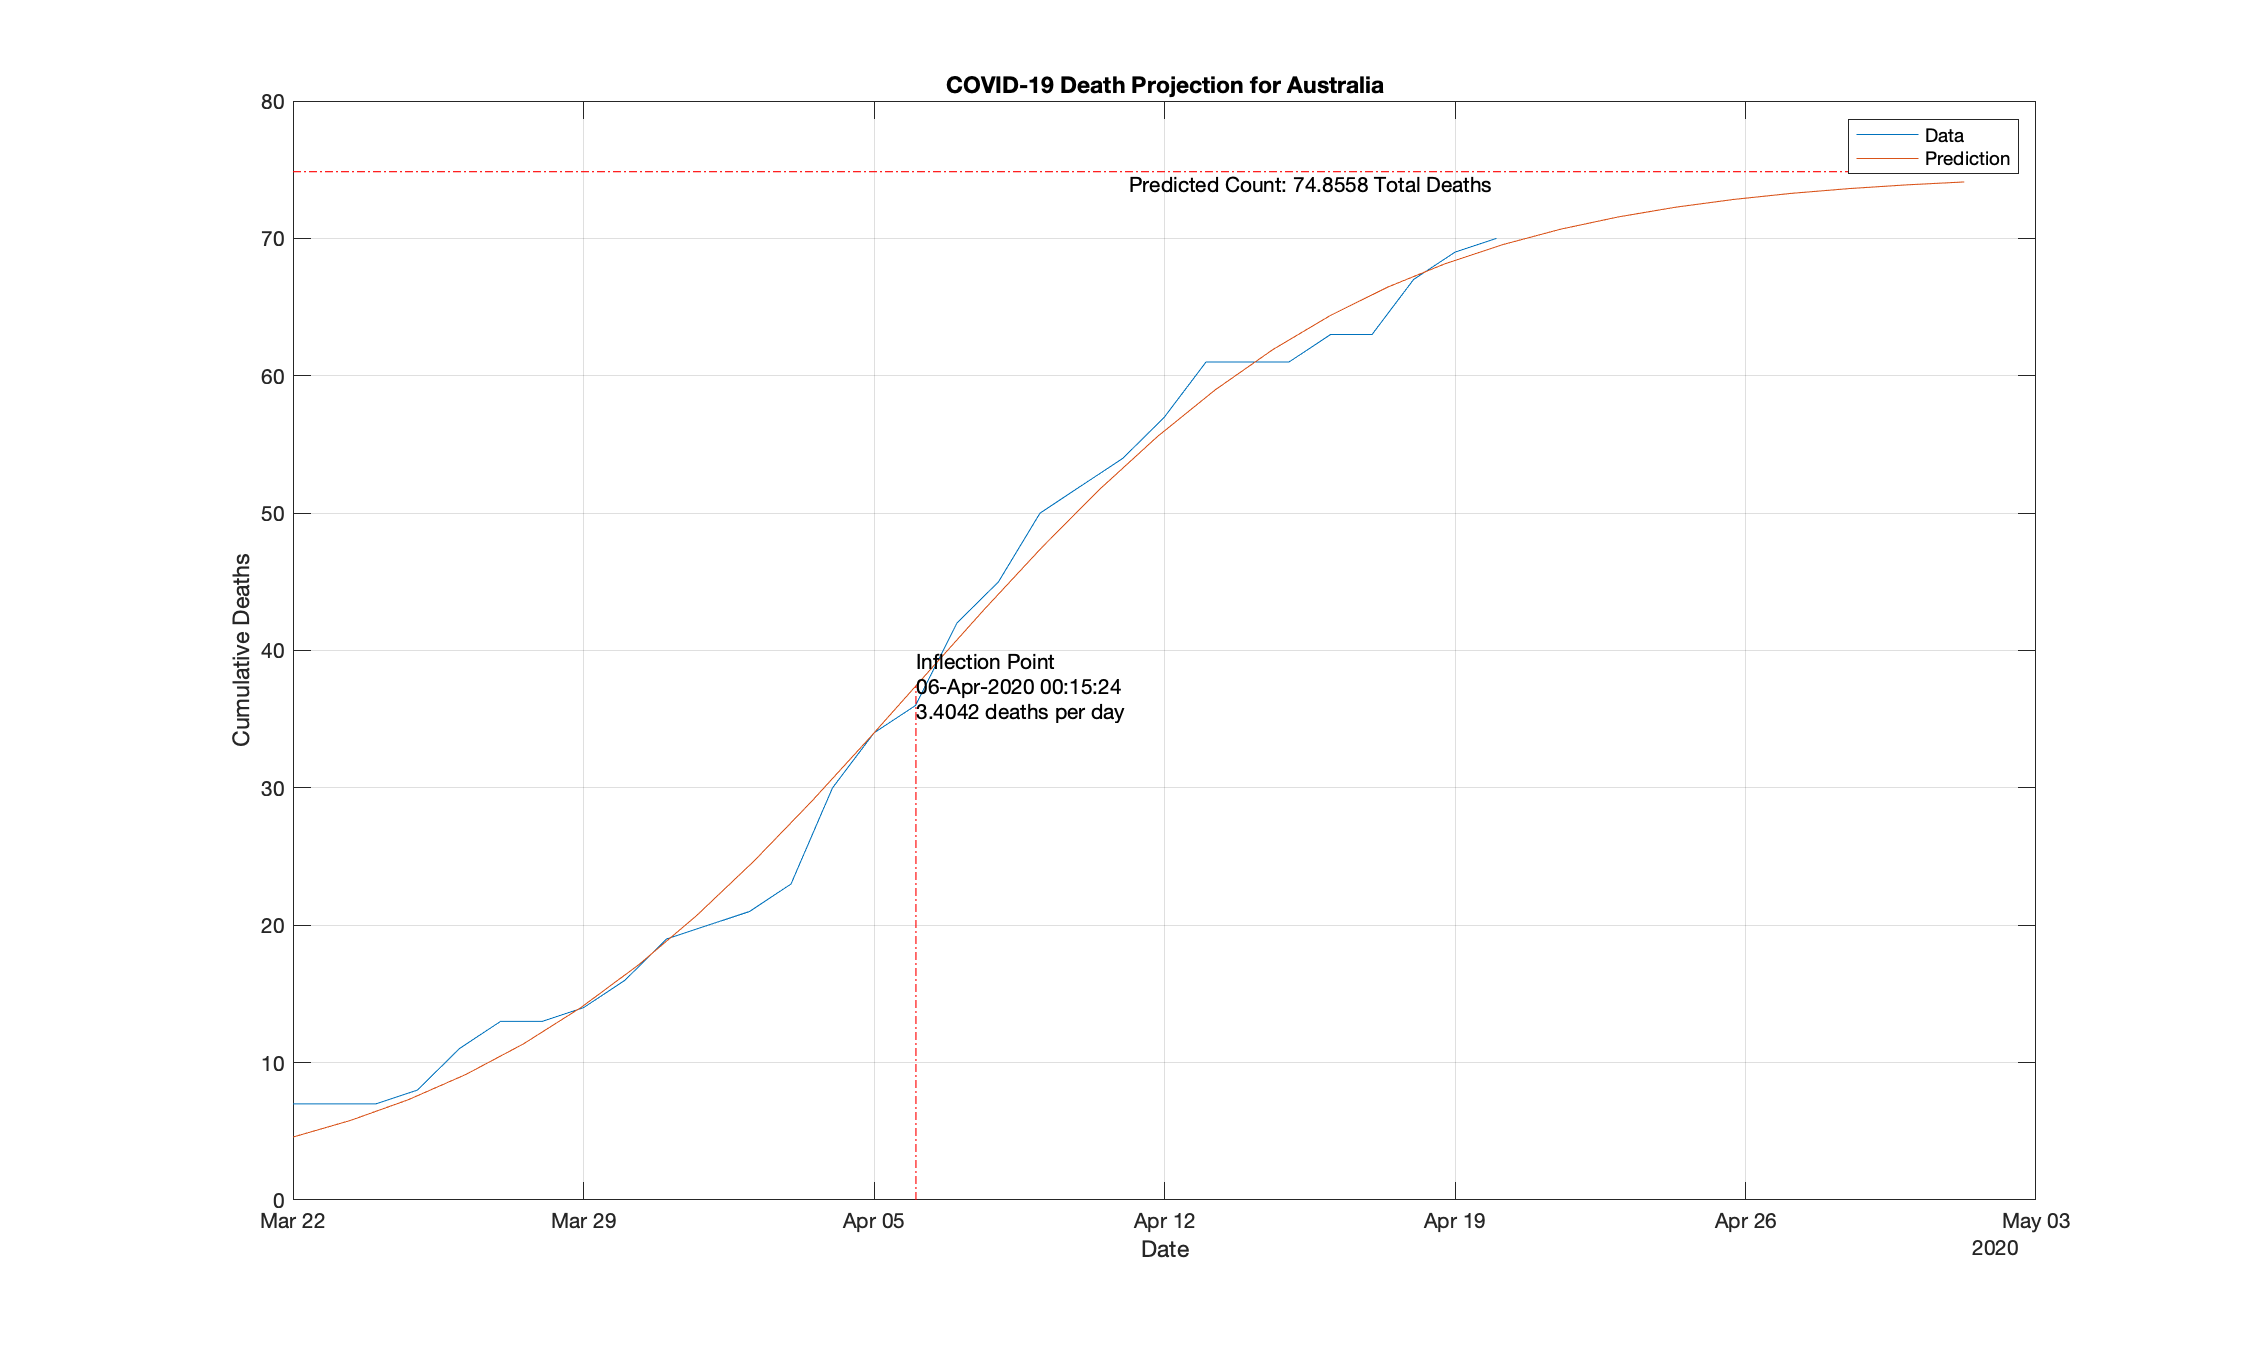 COVID-19 Death Projection for Australia
80
70
60
50
40
30
20
10
0
Cumulative Deaths
Data
Prediction
Predicted Count: 74.8558 Total Deaths
Inflection Point
06-Apr-2020 00:15:24
3.4042 deaths per day
Mar 22 Mar 29 Apr 05 Apr 12 Apr 19 Apr 26 May 03
Date
2020